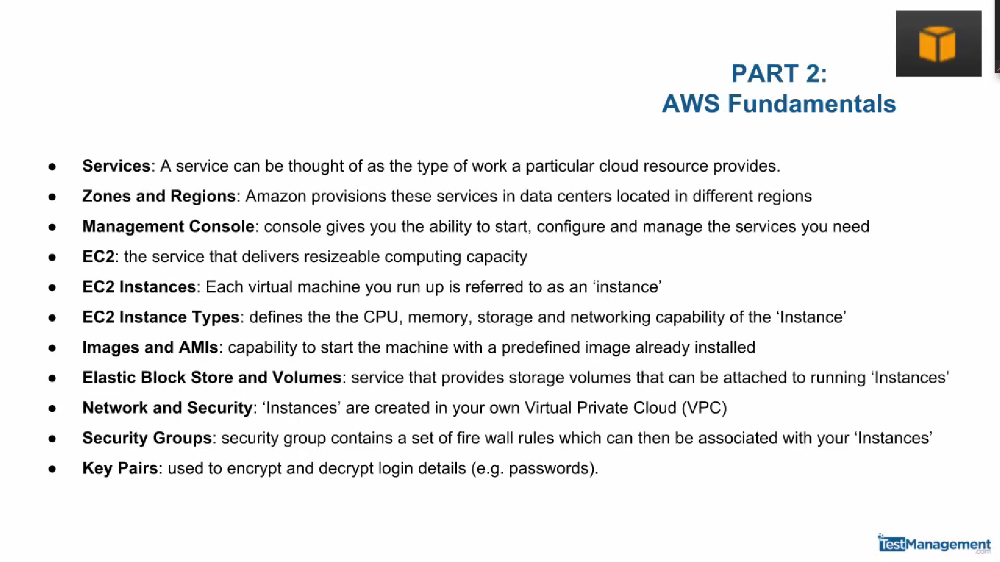 PART 2:
AWS Fundamentals
● Services: A service can be thought of as the type of work a particular cloud resource provides.
● Zones and Regions: Amazon provisions these services in data centers located in different regions
● Management Console: console gives you the ability to start, configure and manage the services you need
● EC2: the service that delivers resizeable computing capacity
● EC2 Instances: Each virtual machine you run up is referred to as an ‘instance’
● EC2 Instance Types: defines the the CPU, memory, storage and networking capability of the ‘Instance’
● Images and AMIs: capability to start the machine with a predefined image already installed
● Elastic Block Store and Volumes: service that provides storage volumes that can be attached to running ‘Instances’
● Network and Security: ‘Instances’ are created in your own Virtual Private Cloud (VPC)
● Security Groups: security group contains a set of fire wall rules which can then be associated with your ‘Instances’
● Key Pairs: used to encrypt and decrypt login details (e.g. passwords).
TestManagement
.com